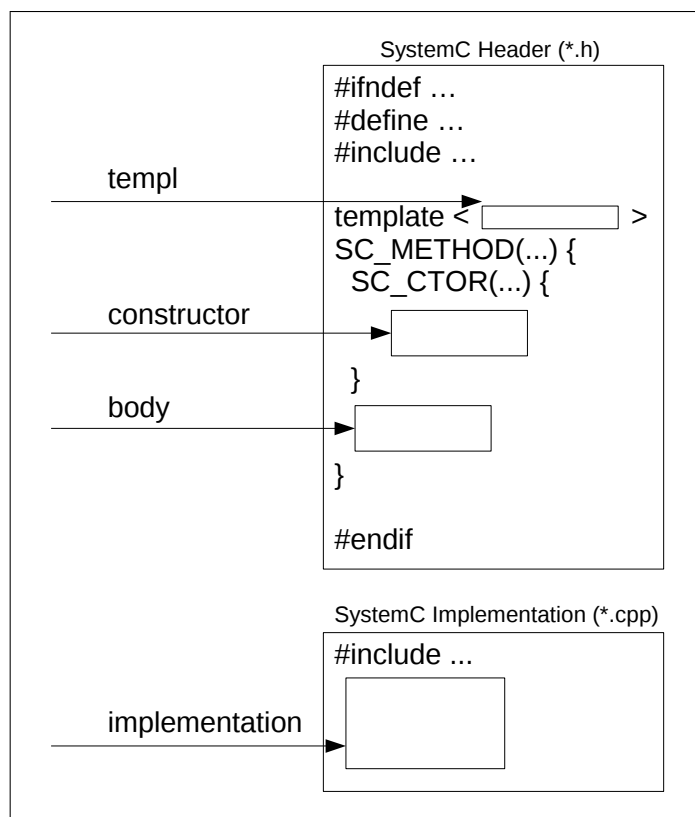 SystemC Header (*.h)
#ifndef …
#define …
#include …
templ
template < >
SC_METHOD(...) {
SC_CTOR(...) {
constructor
}
body
}
#endif
SystemC Implementation (*.cpp)
#include ...
implementation